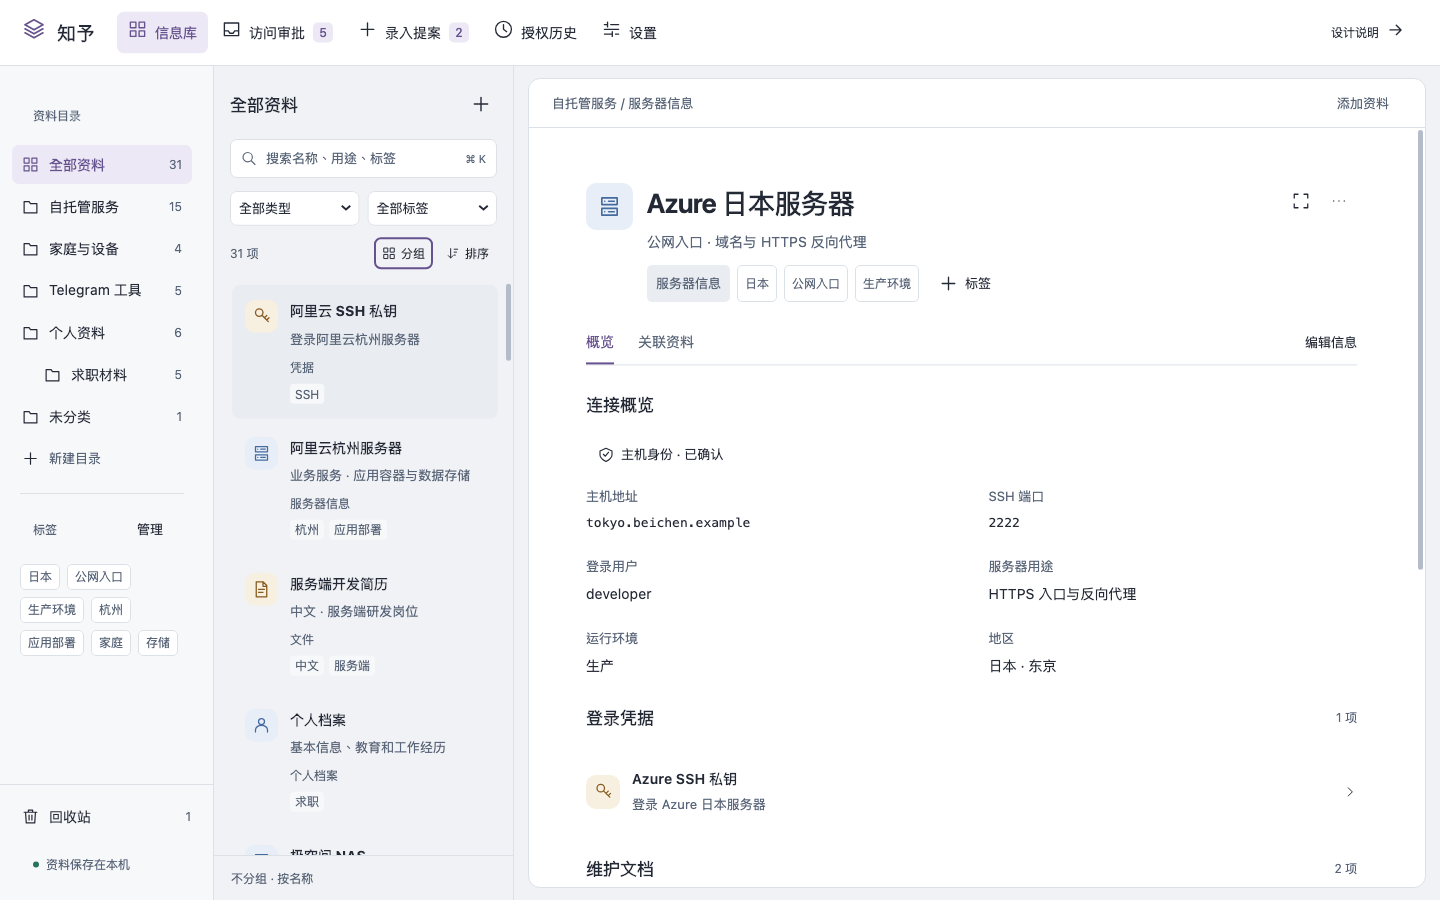 知予
信息库
访问审批 5
录入提案 2
授权历史
设置
设计说明
资料目录
全部资料 31
自托管服务 15
家庭与设备 4
Telegram 工具 5
个人资料 6
求职材料 5
未分类 1
新建目录
标签 管理
日本 公网入口
生产环境 杭州
应用部署 家庭 存储
回收站 1
资料保存在本机
全部资料
搜索名称、用途、标签 ⌘ K
全部类型 全部标签
31 项 分组 排序
阿里云 SSH 私钥
登录阿里云杭州服务器
凭据
SSH
阿里云杭州服务器
业务服务 · 应用容器与数据存储
服务器信息
杭州 应用部署
服务端开发简历
中文 · 服务端研发岗位
文件
中文 服务端
个人档案
基本信息、教育和工作经历
个人档案
求职
极空间 NAS
不分组 · 按名称
自托管服务 / 服务器信息 添加资料
Azure 日本服务器
公网入口 · 域名与 HTTPS 反向代理
服务器信息 日本 公网入口 生产环境 标签
概览 关联资料 编辑信息
连接概览
主机身份 · 已确认
主机地址 SSH 端口
tokyo.beichen.example 2222
登录用户 服务器用途
developer HTTPS 入口与反向代理
运行环境 地区
生产 日本 · 东京
登录凭据 1 项
Azure SSH 私钥
登录 Azure 日本服务器
维护文档 2 项